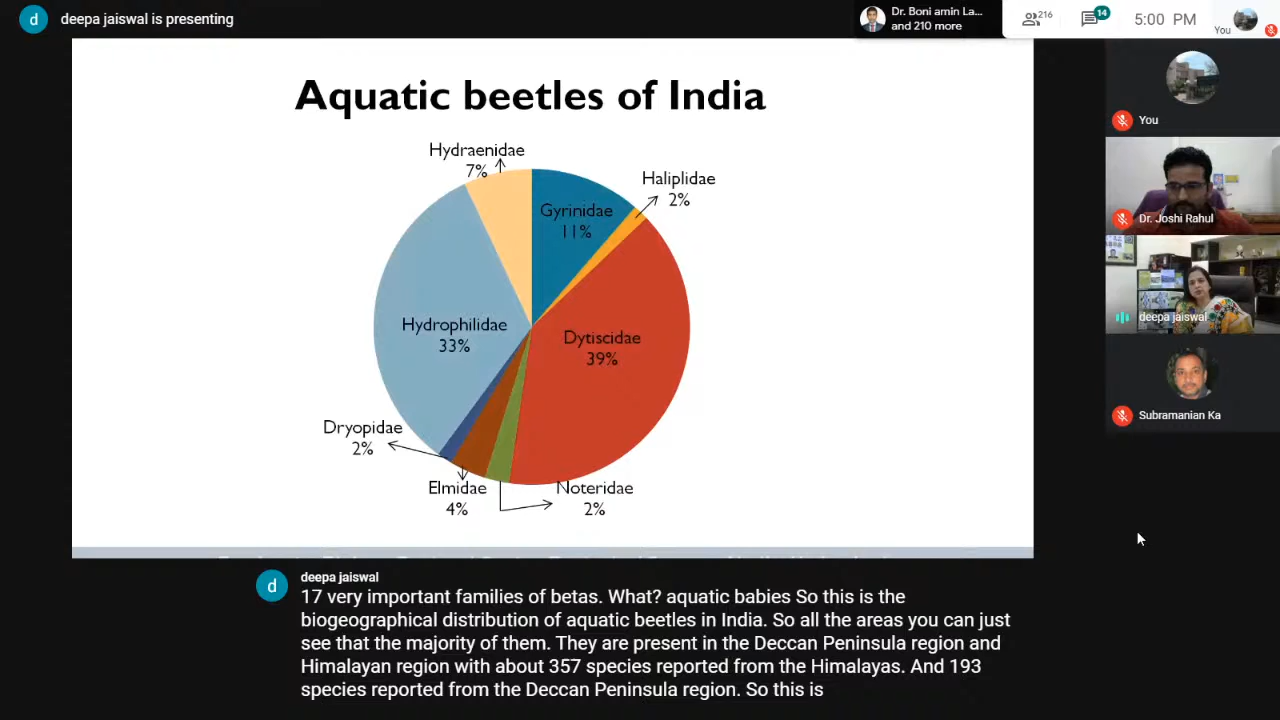 d
deepa jaiswal is presenting
Dr. Boni amin La...
and 210 more
216
14
5:00 PM
You
Aquatic beetles of India
Hydraenidae
7%
Haliplidae
2%
Gyrinidae
11%
Hydrophilidae
33%
Dytiscidae
39%
Dryopidae
2%
Elmidae
4%
Noteridae
2%
You
Dr. Joshi Rahul
deepa jaiswal
Subramanian Ka
d
deepa jaiswal
17 very important families of betas. What? aquatic babies So this is the
biogeographical distribution of aquatic beetles in India. So all the areas you can just
see that the majority of them. They are present in the Deccan Peninsula region and
Himalayan region with about 357 species reported from the Himalayas. And 193
species reported from the Deccan Peninsula region. So this is